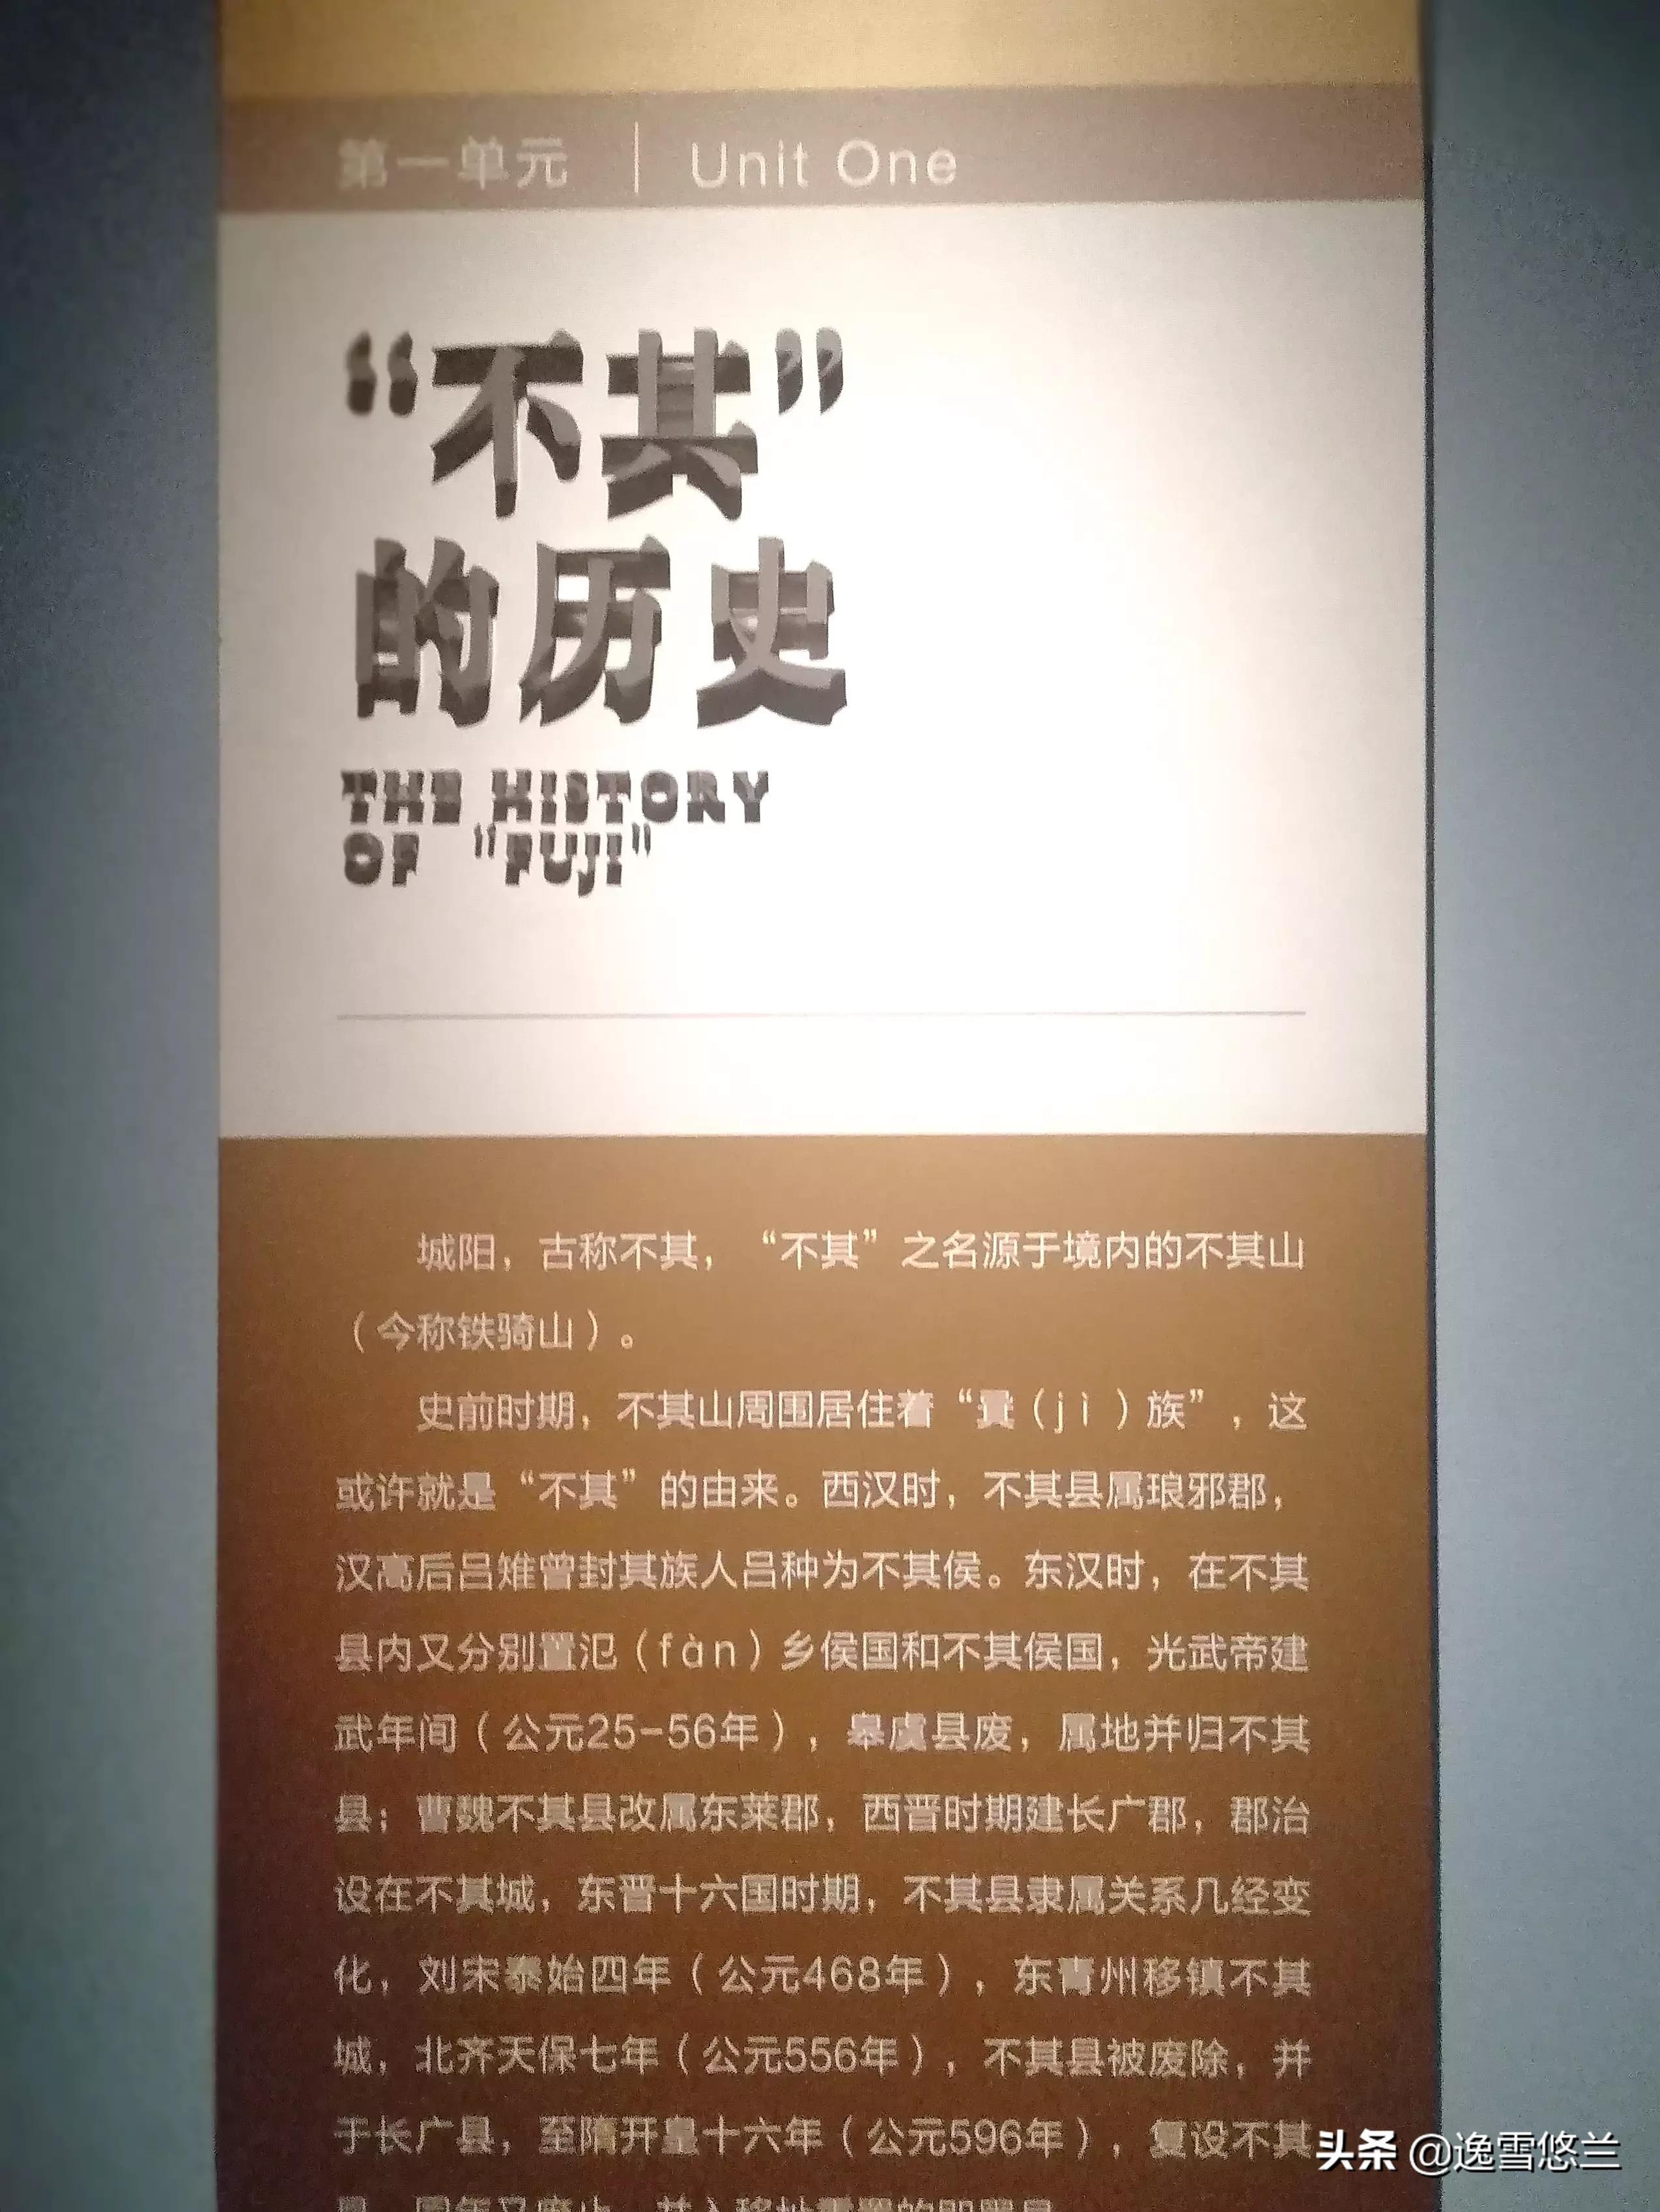 第一单元 | Unit One
“不其”
的历史
THE HISTORY
OF "FUJI"
城阳，古称不其，“不其”之名源于境内的不其山
（今称铁骑山）。
史前时期，不其山周围居住着“㠱（jì）族”，这
或许就是“不其”的由来。西汉时，不其县属琅邪郡，
汉高后吕雉曾封其族人吕种为不其侯。东汉时，在不其
县内又分别置氾（fàn）乡侯国和不其侯国，光武帝建
武年间（公元25-56年），皋虞县废，属地并归不其
县；曹魏不其县改属东莱郡，西晋时期建长广郡，郡治
设在不其城，东晋十六国时期，不其县隶属关系几经变
化，刘宋泰始四年（公元468年），东青州移镇不其
城，北齐天保七年（公元556年），不其县被废除，并
于长广县，至隋开皇十六年（公元596年），复设不其
头条 @逸雪悠兰